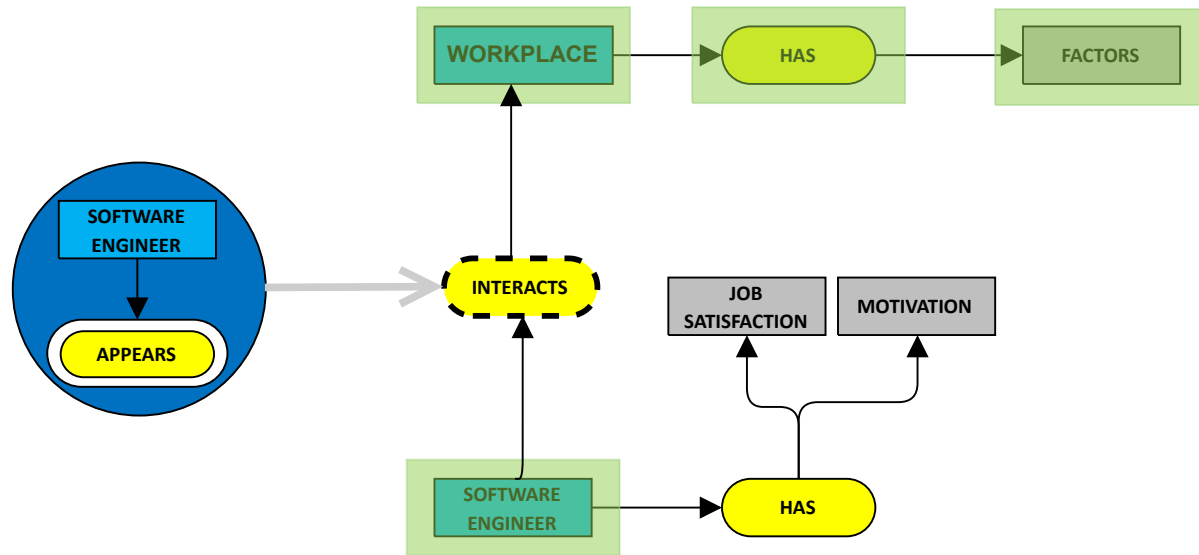 WORKPLACE
HAS
FACTORS
SOFTWARE
ENGINEER
APPEARS
INTERACTS
JOB
SATISFACTION
MOTIVATION
SOFTWARE
ENGINEER
HAS